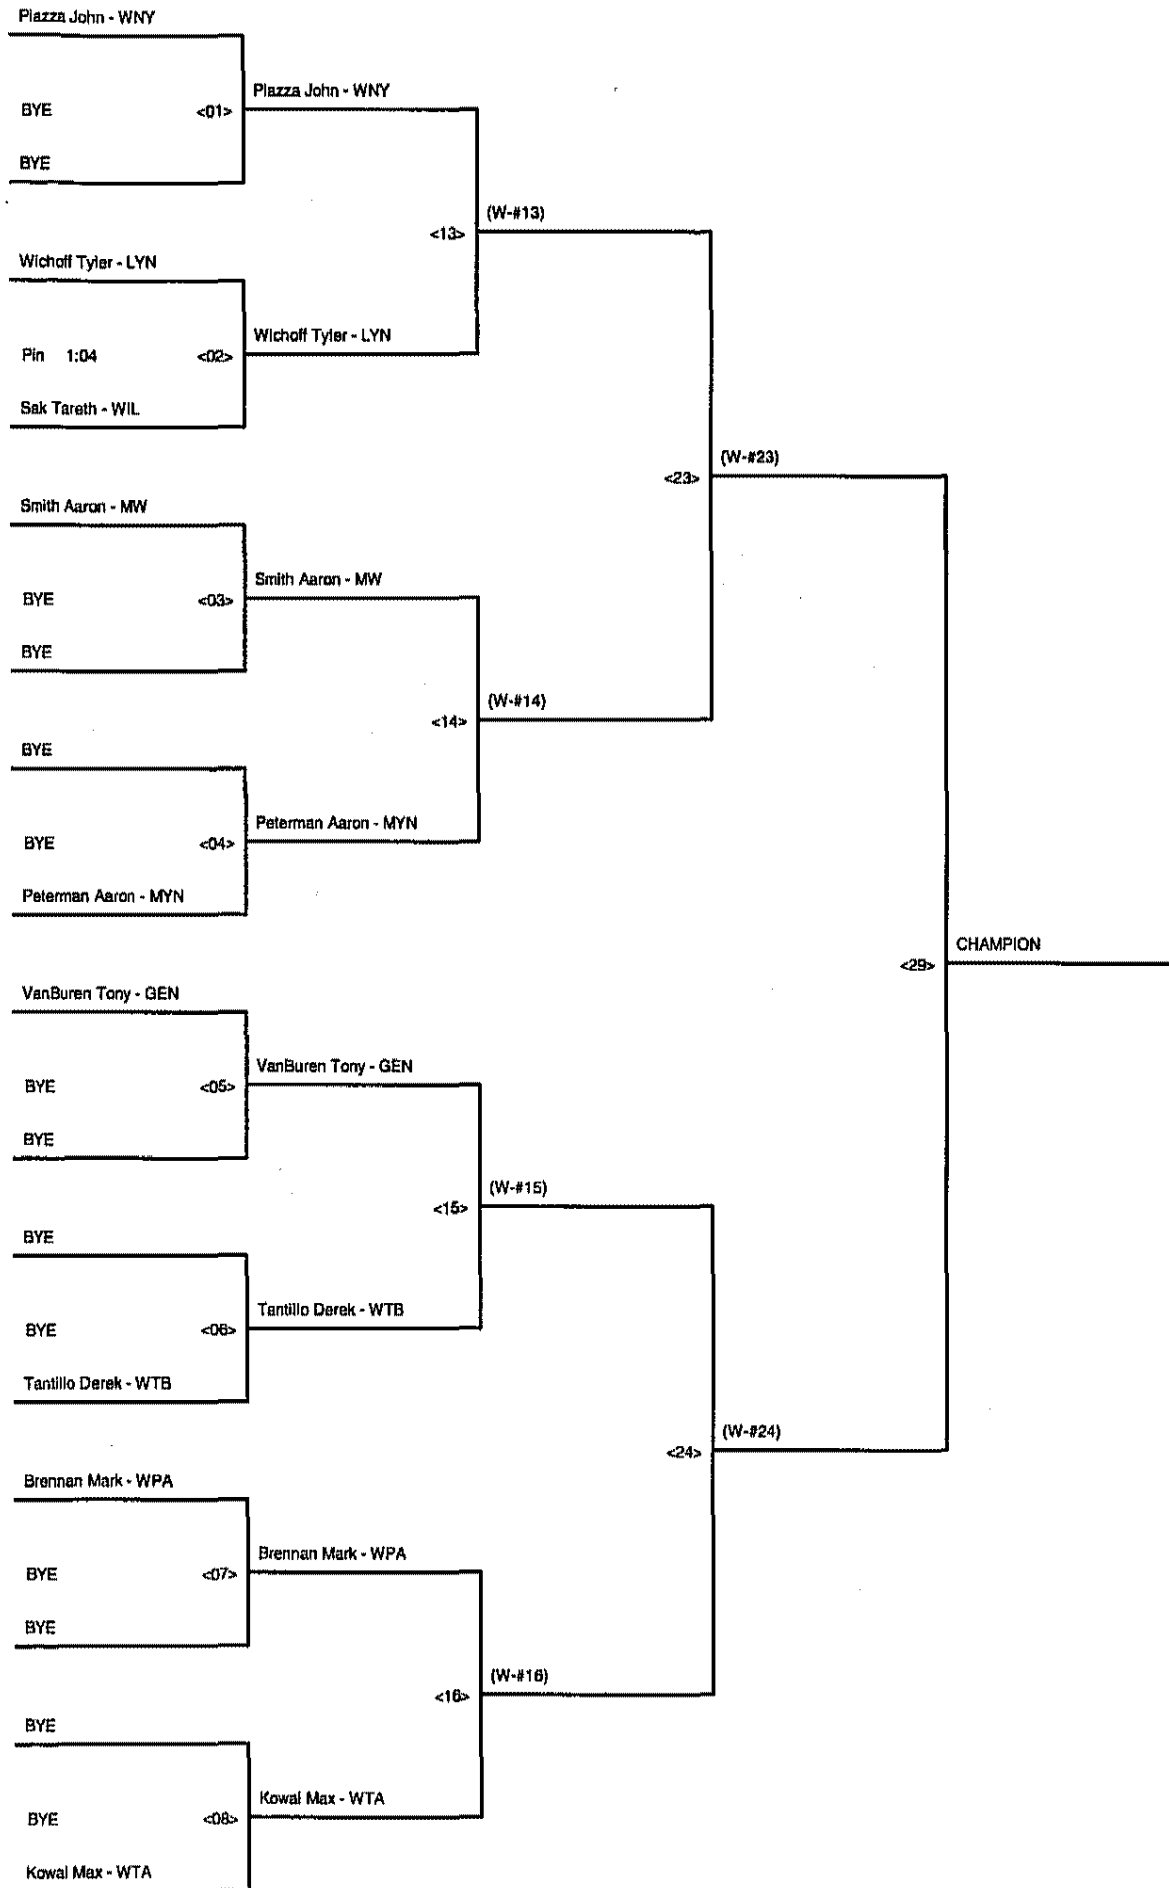 Piazza John - WNY
BYE <01> Piazza John - WNY
BYE
<13> (W-#13)
Wichoff Tyler - LYN
Pin 1:04 <02> Wichoff Tyler - LYN
Sak Tareth - WIL
<23> (W-#23)
Smith Aaron - MW
BYE <03> Smith Aaron - MW
BYE
<14> (W-#14)
BYE
BYE <04> Peterman Aaron - MYN
Peterman Aaron - MYN
<29> CHAMPION
VanBuren Tony - GEN
BYE <05> VanBuren Tony - GEN
BYE
<15> (W-#15)
BYE
BYE <06> Tantillo Derek - WTB
Tantillo Derek - WTB
<24> (W-#24)
Brennan Mark - WPA
BYE <07> Brennan Mark - WPA
BYE
<16> (W-#16)
BYE
BYE <08> Kowal Max - WTA
Kowal Max - WTA